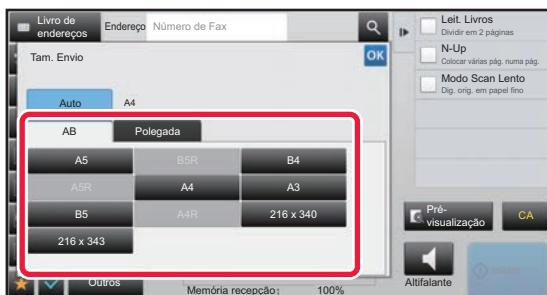 Livro de
endereços
Endereço
Número de Fax
Tam. Envio
OK
Auto
A4
AB
Polegada
A5
B5R
B4
A5R
A4
A3
B5
A4R
216 x 340
216 x 343
Outros
Memória recepção:
100%
Leit. Livros
Dividir em 2 páginas
N-Up
Colocar várias pág. numa pág.
Modo Scan Lento
Dig. orig. em papel fino
Pré-
visualização
CA
Altifalante